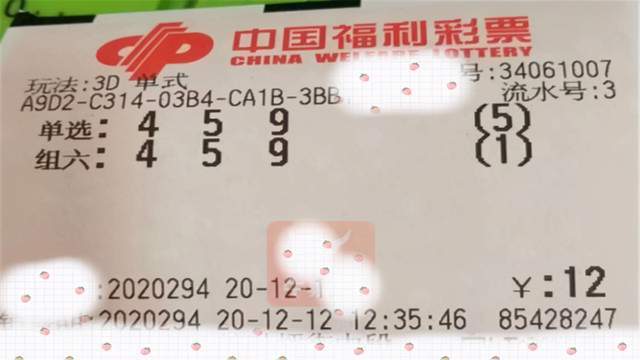 中国福利彩票
CHINA WELFARE LOTTERY
玩法:3D 单式 号:34061007
A9D2-C314-03B4-CA1B-3BB 流水号:3
单选: 4 5 9 (5)
组六: 4 5 9 (1)
:2020294 20-12-1 ¥:12
:2020294 20-12-12 12:35:46 85428247